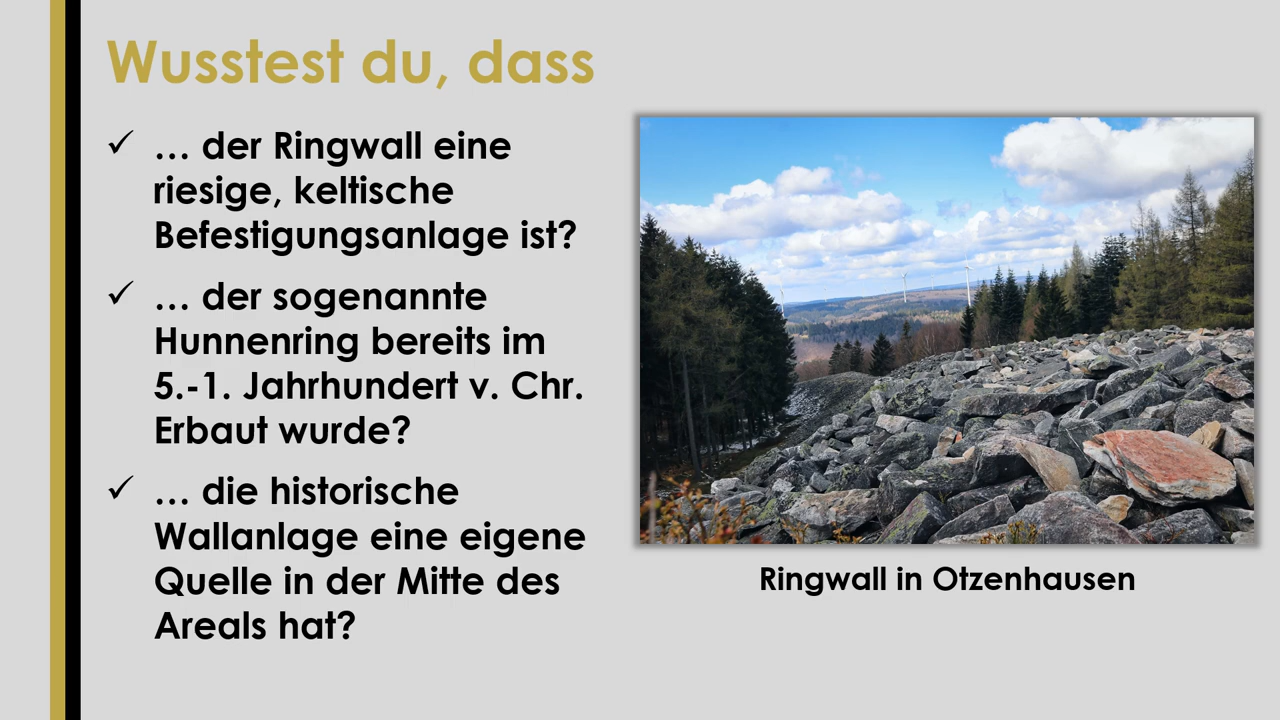 Wusstest du, dass
✓ … der Ringwall eine
riesige, keltische
Befestigungsanlage ist?
✓ … der sogenannte
Hunnenring bereits im
5.-1. Jahrhundert v. Chr.
Erbaut wurde?
✓ … die historische
Wallanlage eine eigene
Quelle in der Mitte des
Areals hat?
Ringwall in Otzenhausen